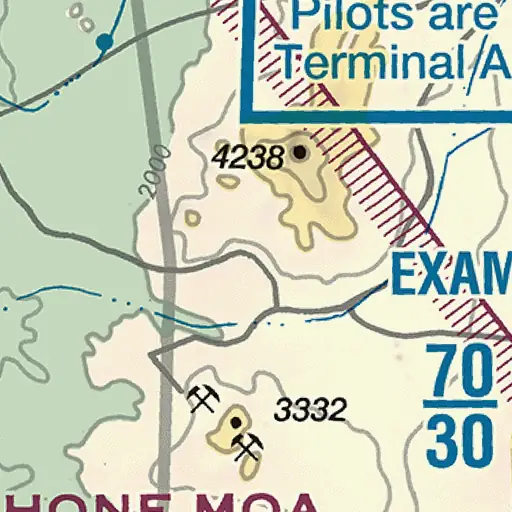 Pilots are
Terminal A
4238
2000
EXAM
70
30
3332
HONE MOA